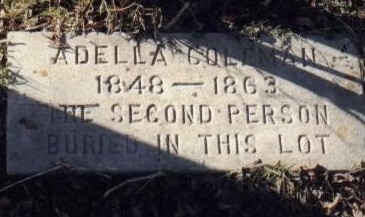 ADELLA COLEMAN
1848 — 1863
THE SECOND PERSON
BURIED IN THIS LOT